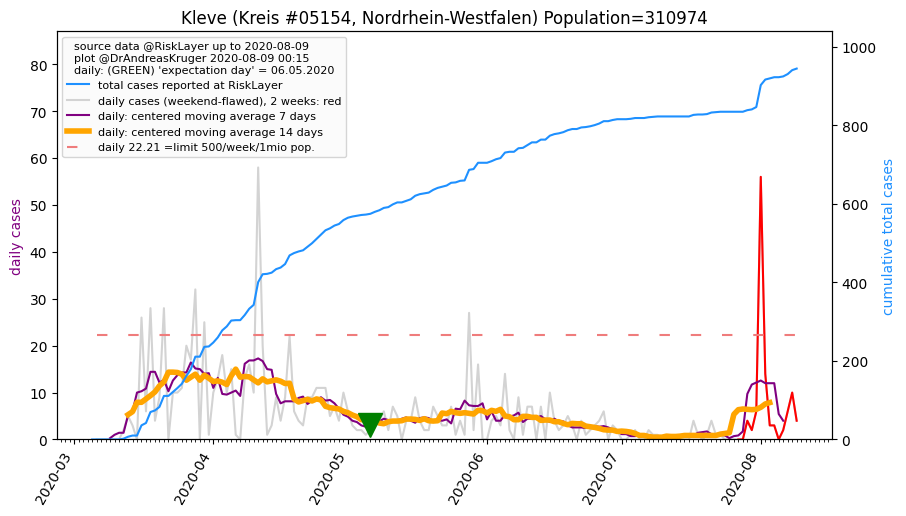 Kleve (Kreis #05154, Nordrhein-Westfalen) Population=310974
source data @RiskLayer up to 2020-08-09
plot @DrAndreasKruger 2020-08-09 00:15
daily: (GREEN) 'expectation day' = 06.05.2020
total cases reported at RiskLayer
daily cases (weekend-flawed), 2 weeks: red
daily: centered moving average 7 days
daily: centered moving average 14 days
daily 22.21 =limit 500/week/1mio pop.
daily cases
80
70
60
50
40
30
20
10
0
cumulative total cases
1000
800
600
400
200
0
2020-03
2020-04
2020-05
2020-06
2020-07
2020-08